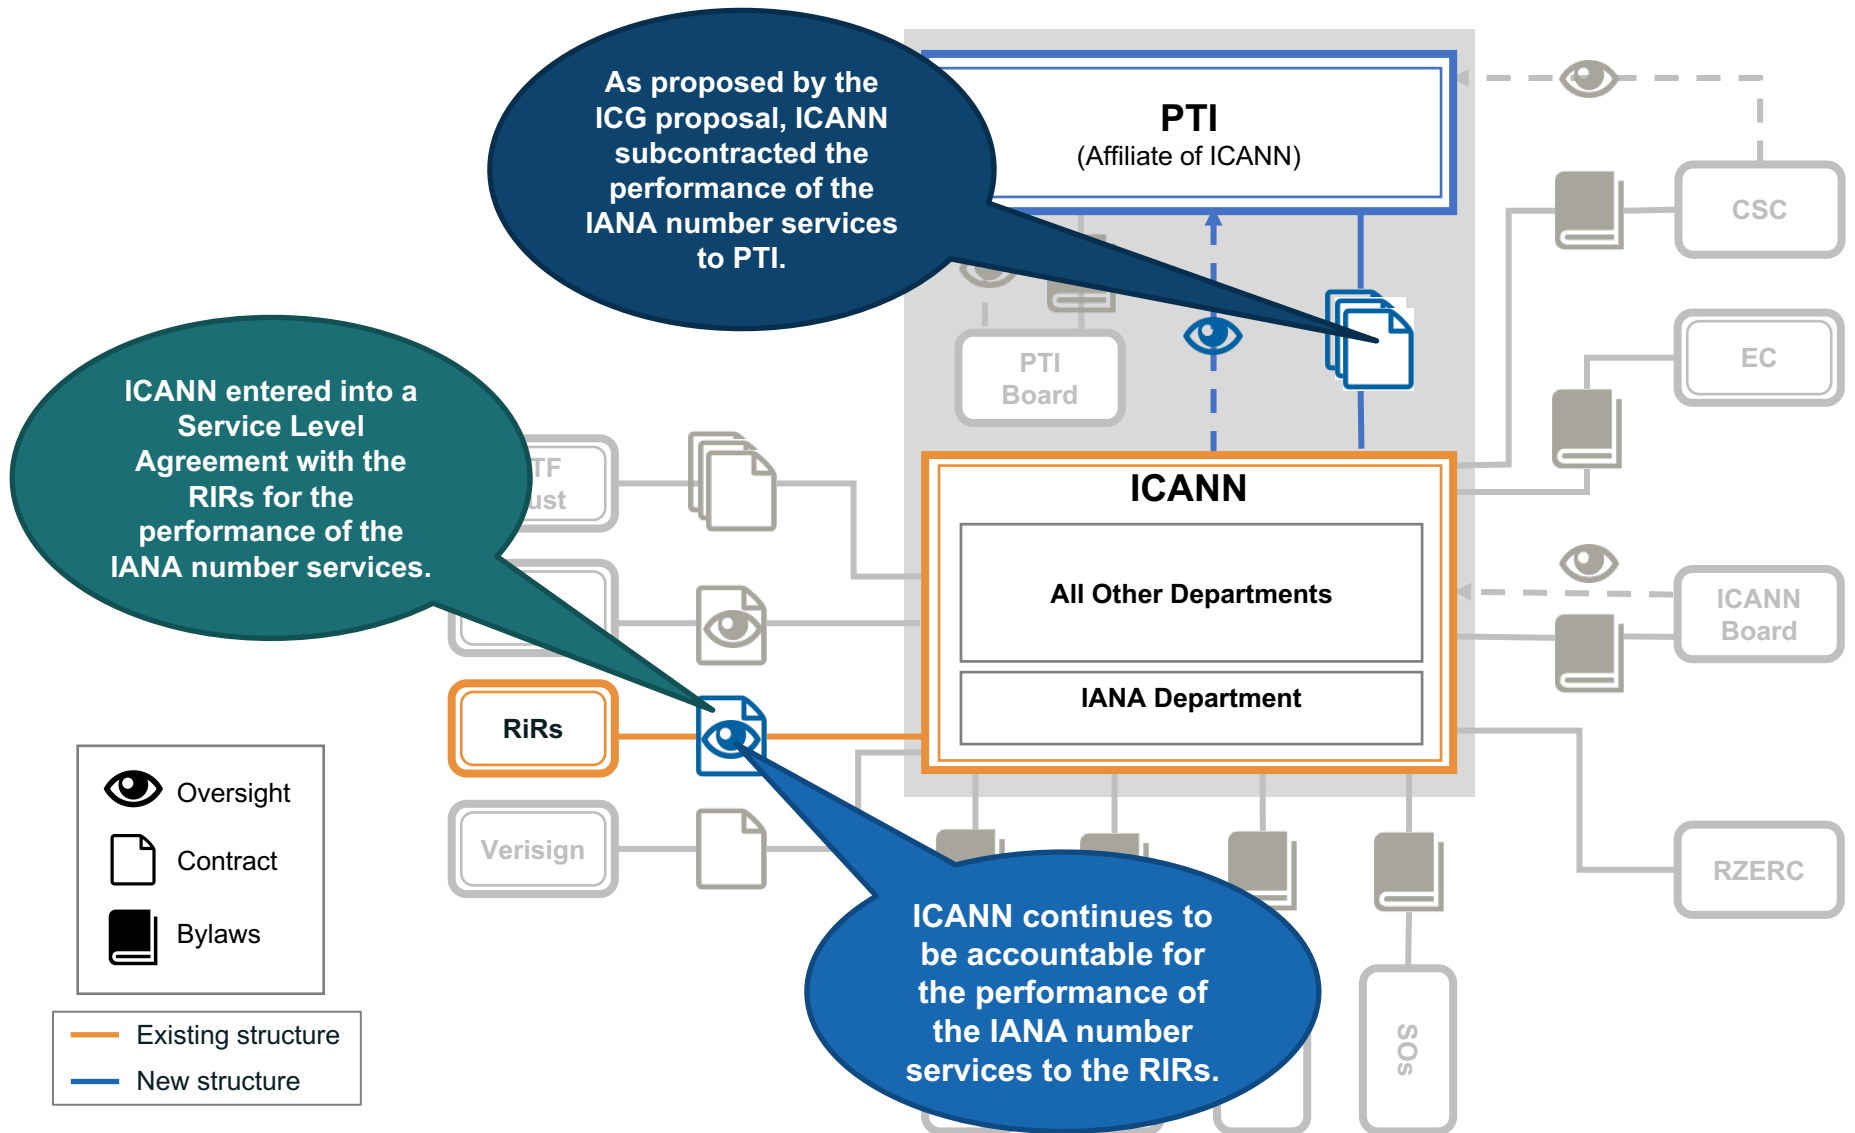 As proposed by the
ICG proposal, ICANN
subcontracted the
performance of the
IANA number services
to PTI.
PTI
(Affiliate of ICANN)
CSC
EC
PTI
Board
ICANN entered into a
Service Level
Agreement with the
RIRs for the
performance of the
IANA number services.
TF
ust
ICANN
All Other Departments
IANA Department
ICANN
Board
RiRs
Verisign
RZERC
Oversight
Contract
Bylaws
Existing structure
New structure
ICANN continues to
be accountable for
the performance of
the IANA number
services to the RIRs.
SOs